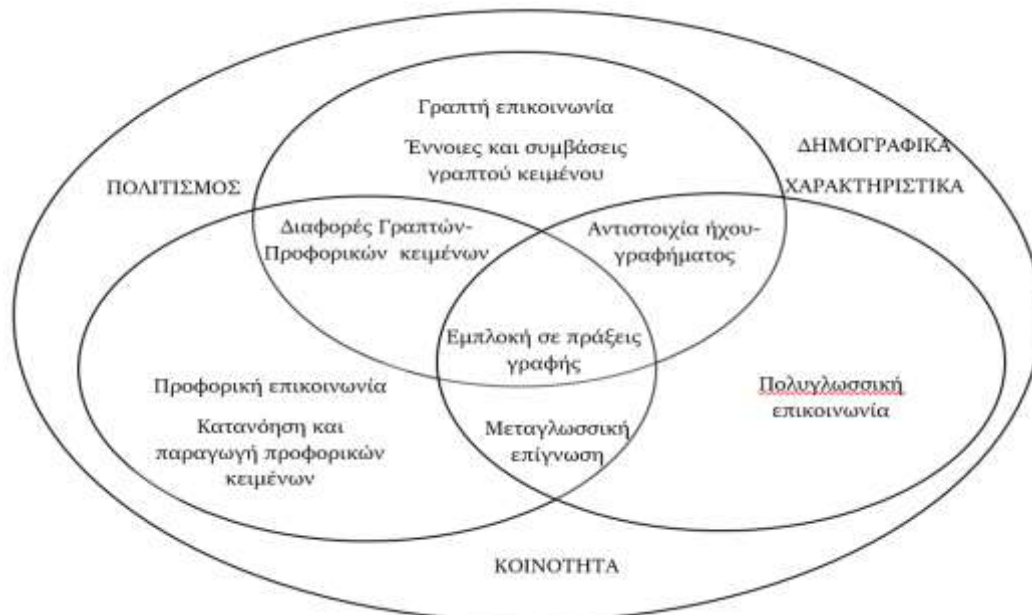 Γραπτή επικοινωνία
Έννοιες και συμβάσεις
γραπτού κειμένου
ΠΟΛΙΤΙΣΜΟΣ
ΔΗΜΟΓΡΑΦΙΚΑ
ΧΑΡΑΚΤΗΡΙΣΤΙΚΑ
Διαφορές Γραπτών-
Προφορικών κειμένων
Αντιστοιχία ήχου-
γραφήματος
Εμπλοκή σε πράξεις
γραφής
Προφορική επικοινωνία
Κατανόηση και
παραγωγή προφορικών
κειμένων
Μεταγλωσσική
επίγνωση
Πολυγλωσσική
επικοινωνία
ΚΟΙΝΟΤΗΤΑ